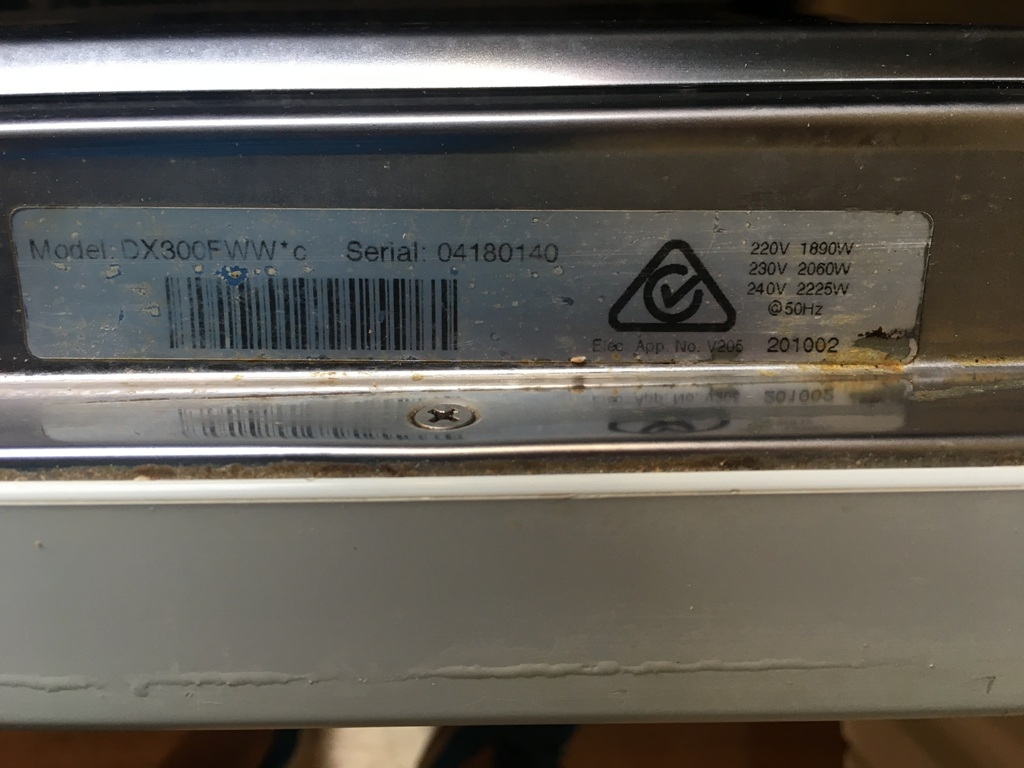 Model: DX300FWW*c Serial: 04180140
220V 1890W
230V 2060W
240V 2225W
@50Hz
Elec. App. No. V205 201002